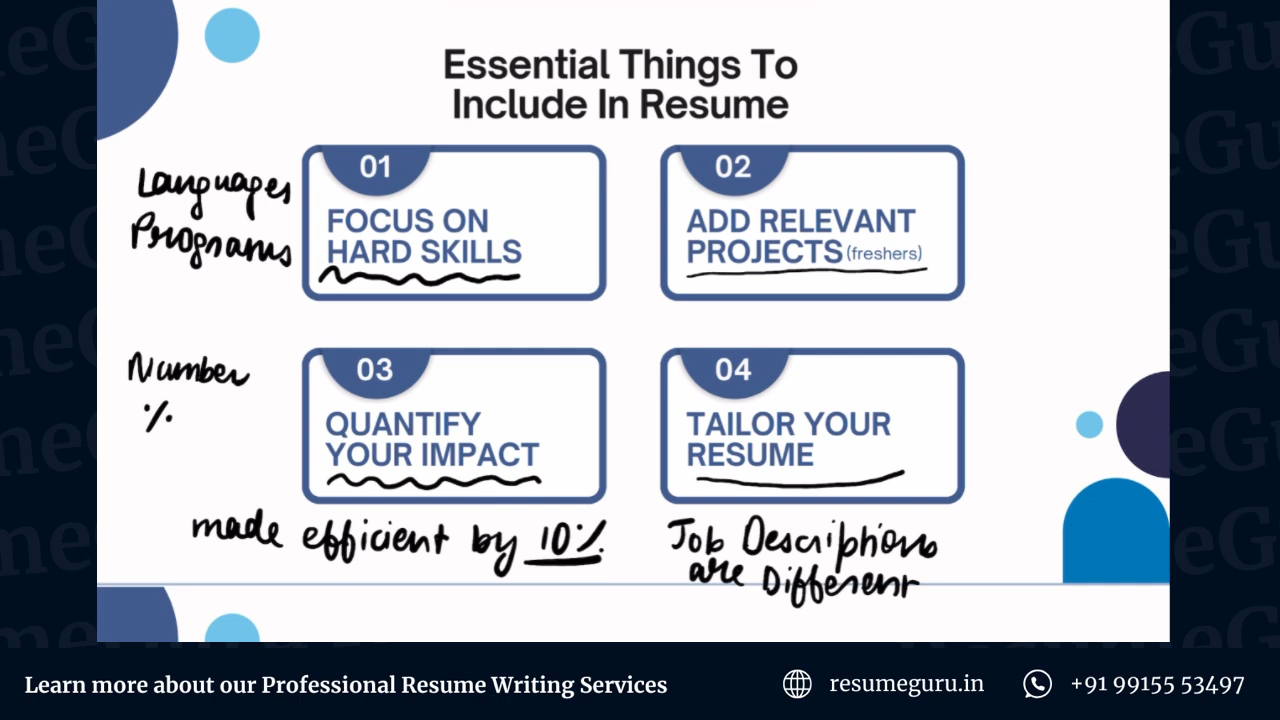 Essential Things To
Include In Resume
01
Languages
Programs
FOCUS ON
HARD SKILLS
02
ADD RELEVANT
PROJECTS (freshers)
03
Number
%
QUANTIFY
YOUR IMPACT
made efficient by 10%.
04
TAILOR YOUR
RESUME
Job Descriptions
are Different
Learn more about our Professional Resume Writing Services
resumeguru.in
+91 99155 53497